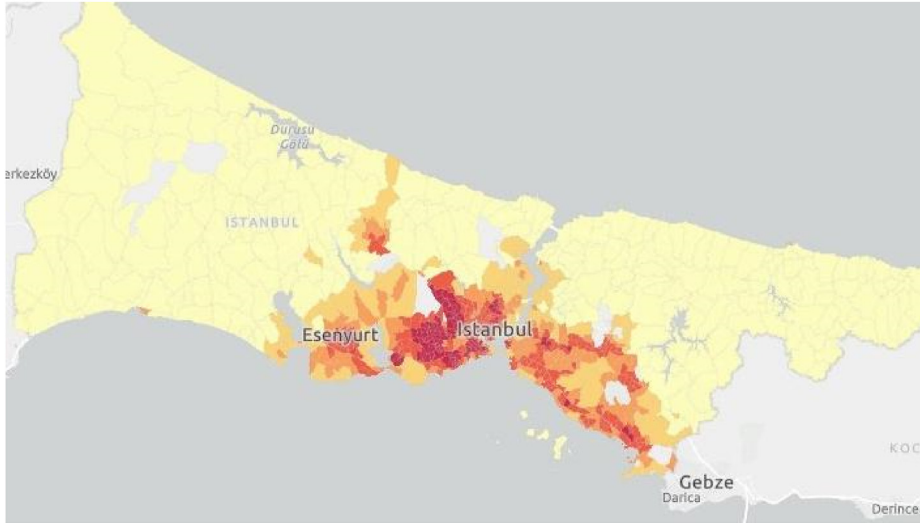 Durusu
Gölü
erkezköy
ISTANBUL
Esenyurt
Istanbul
KOC
Gebze
Darica
Derince